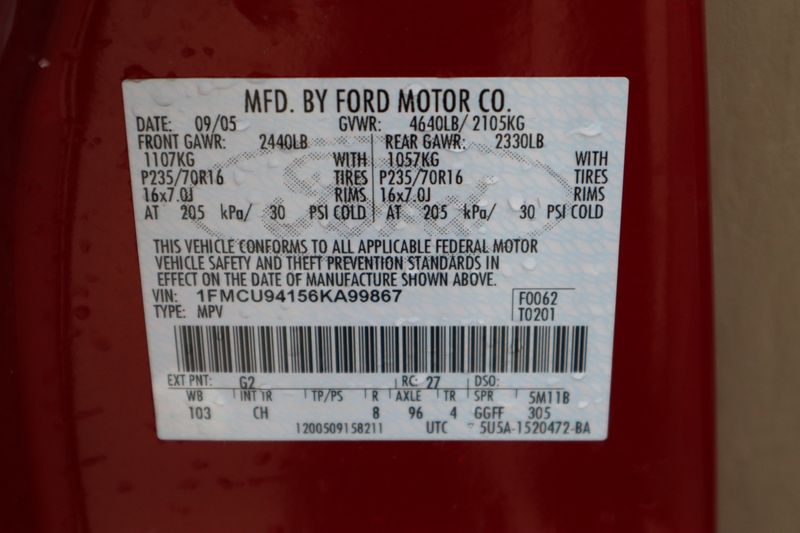 MFD. BY FORD MOTOR CO.
DATE: 09/05 GVWR: 4640LB/ 2105KG
FRONT GAWR: 2440LB REAR GAWR: 2330LB
1107KG WITH 1057KG WITH
P235/70R16 TIRES P235/70R16 TIRES
16x7.0J RIMS 16x7.0J RIMS
AT 205 kPa/ 30 PSI COLD AT 205 kPa/ 30 PSI COLD
Ford
THIS VEHICLE CONFORMS TO ALL APPLICABLE FEDERAL MOTOR
VEHICLE SAFETY AND THEFT PREVENTION STANDARDS IN
EFFECT ON THE DATE OF MANUFACTURE SHOWN ABOVE.
VIN: 1FMCU94156KA99867 F0062
TYPE: MPV T0201
EXT PNT: G2 RC: 27 DSO:
WB INT TR TP/PS R AXLE TR SPR 5M11B
103 CH 8 96 4 GGFF 305
1200509158211 UTC 5U5A-1520472-BA